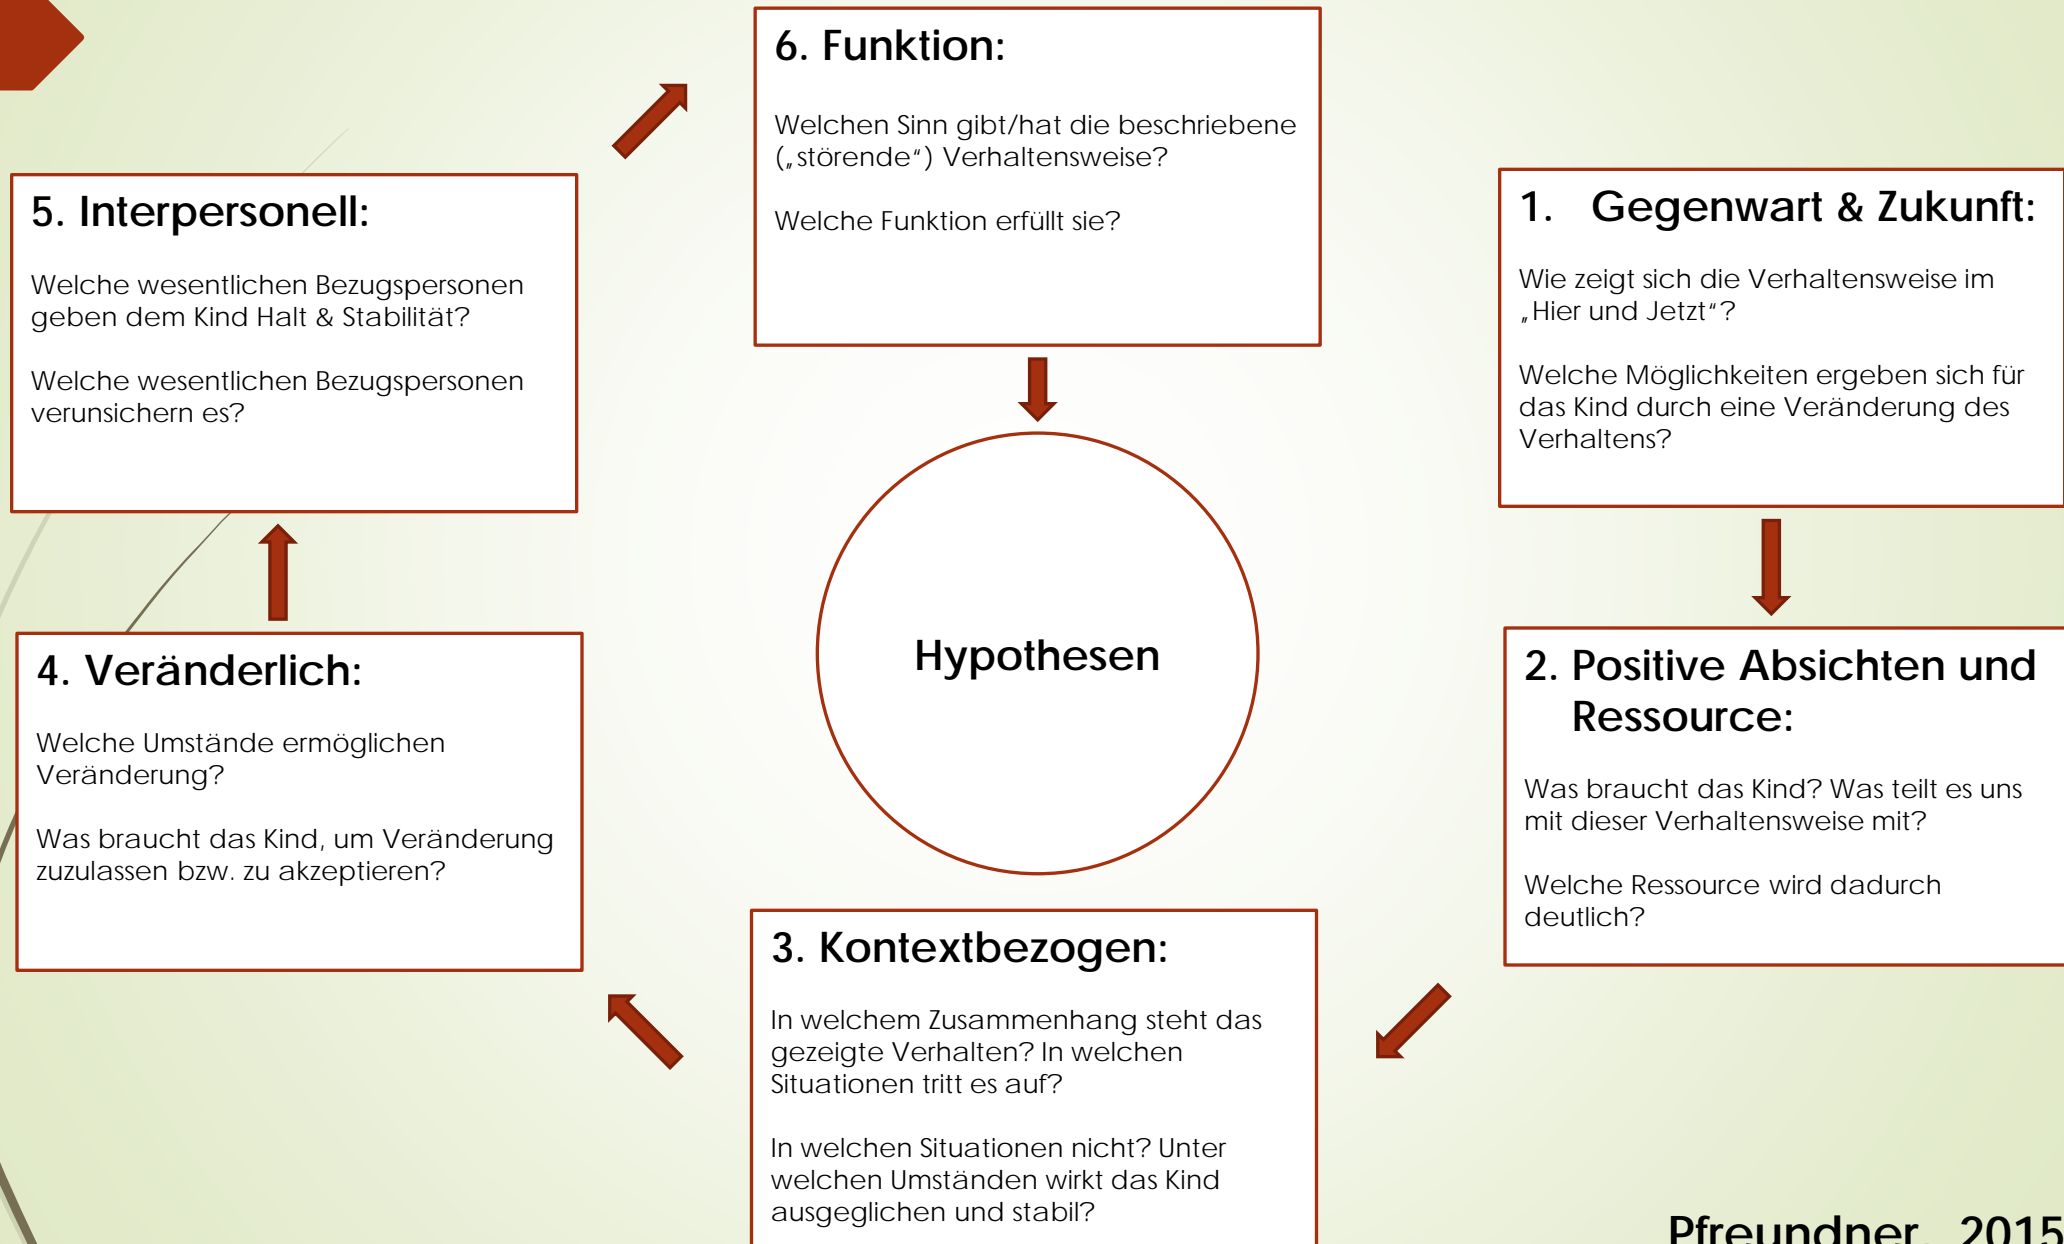 6. Funktion:
Welchen Sinn gibt/hat die beschriebene
(„störende“) Verhaltensweise?
Welche Funktion erfüllt sie?
5. Interpersonell:
Welche wesentlichen Bezugspersonen
geben dem Kind Halt & Stabilität?
Welche wesentlichen Bezugspersonen
verunsichern es?
1. Gegenwart & Zukunft:
Wie zeigt sich die Verhaltensweise im
„Hier und Jetzt“?
Welche Möglichkeiten ergeben sich für
das Kind durch eine Veränderung des
Verhaltens?
Hypothesen
4. Veränderlich:
Welche Umstände ermöglichen
Veränderung?
Was braucht das Kind, um Veränderung
zuzulassen bzw. zu akzeptieren?
2. Positive Absichten und
Ressource:
Was braucht das Kind? Was teilt es uns
mit dieser Verhaltensweise mit?
Welche Ressource wird dadurch
deutlich?
3. Kontextbezogen:
In welchem Zusammenhang steht das
gezeigte Verhalten? In welchen
Situationen tritt es auf?
In welchen Situationen nicht? Unter
welchen Umständen wirkt das Kind
ausgeglichen und stabil?
Pfreundner, 2015